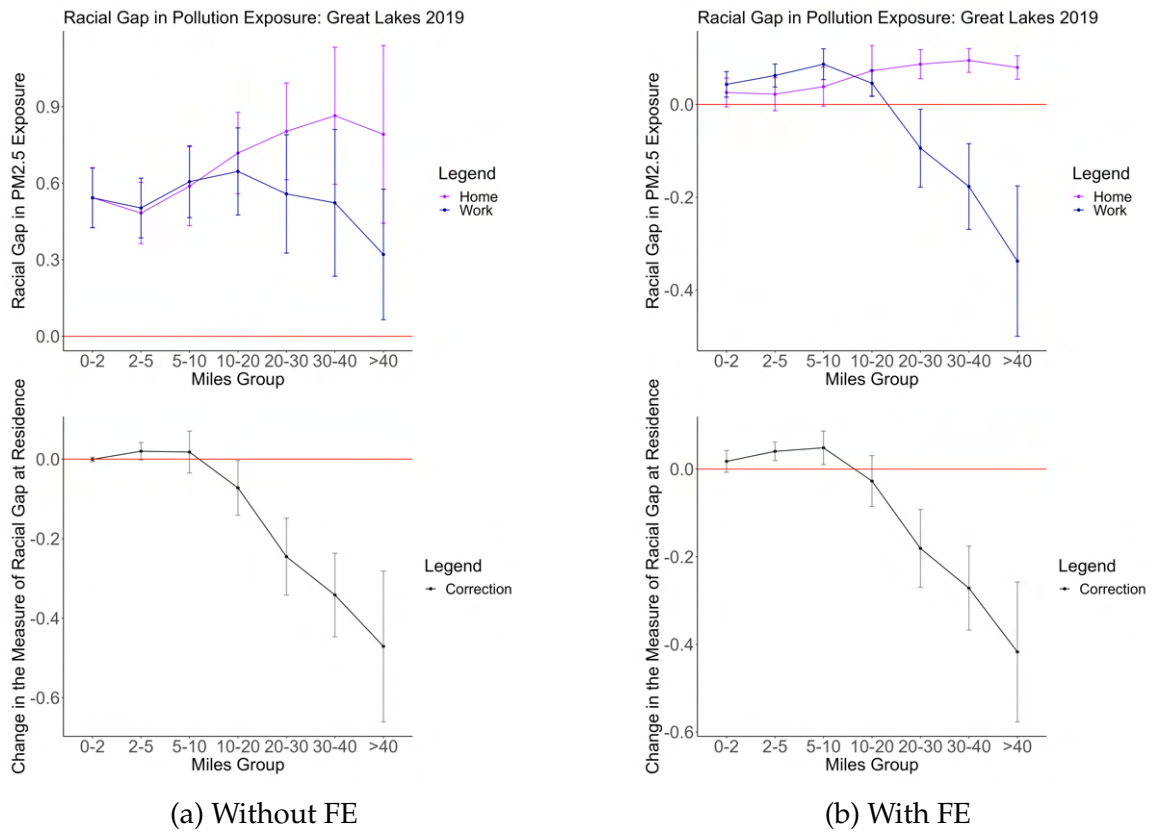 Racial Gap in Pollution Exposure: Great Lakes 2019
Racial Gap in PM2.5 Exposure
0.9
0.6
0.3
0.0
0-2 2-5 5-10 10-20 20-30 30-40 >40
Miles Group
Legend
Home
Work
Change in the Measure of Racial Gap at Residence
0.0
-0.2
-0.4
-0.6
0-2 2-5 5-10 10-20 20-30 30-40 >40
Miles Group
Legend
Correction
(a) Without FE
Racial Gap in Pollution Exposure: Great Lakes 2019
Racial Gap in PM2.5 Exposure
0.0
-0.2
-0.4
0-2 2-5 5-10 10-20 20-30 30-40 >40
Miles Group
Legend
Home
Work
Change in the Measure of Racial Gap at Residence
0.0
-0.2
-0.4
-0.6
0-2 2-5 5-10 10-20 20-30 30-40 >40
Miles Group
Legend
Correction
(b) With FE